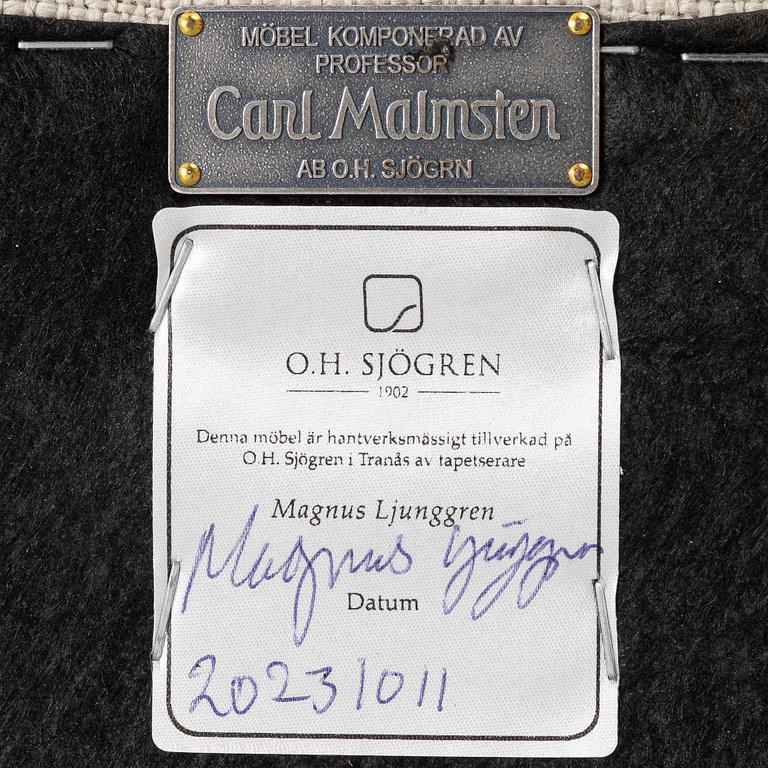 MÖBEL KOMPONERAD AV
PROFESSOR
Carl Malmsten
AB O.H. SJÖGRN
O.H. SJÖGREN
1902
Denna möbel är hantverksmässigt tillverkad på
O.H. Sjögren i Tranås av tapetserare
Magnus Ljunggren
Magnus Ljunggren
Datum
20231011